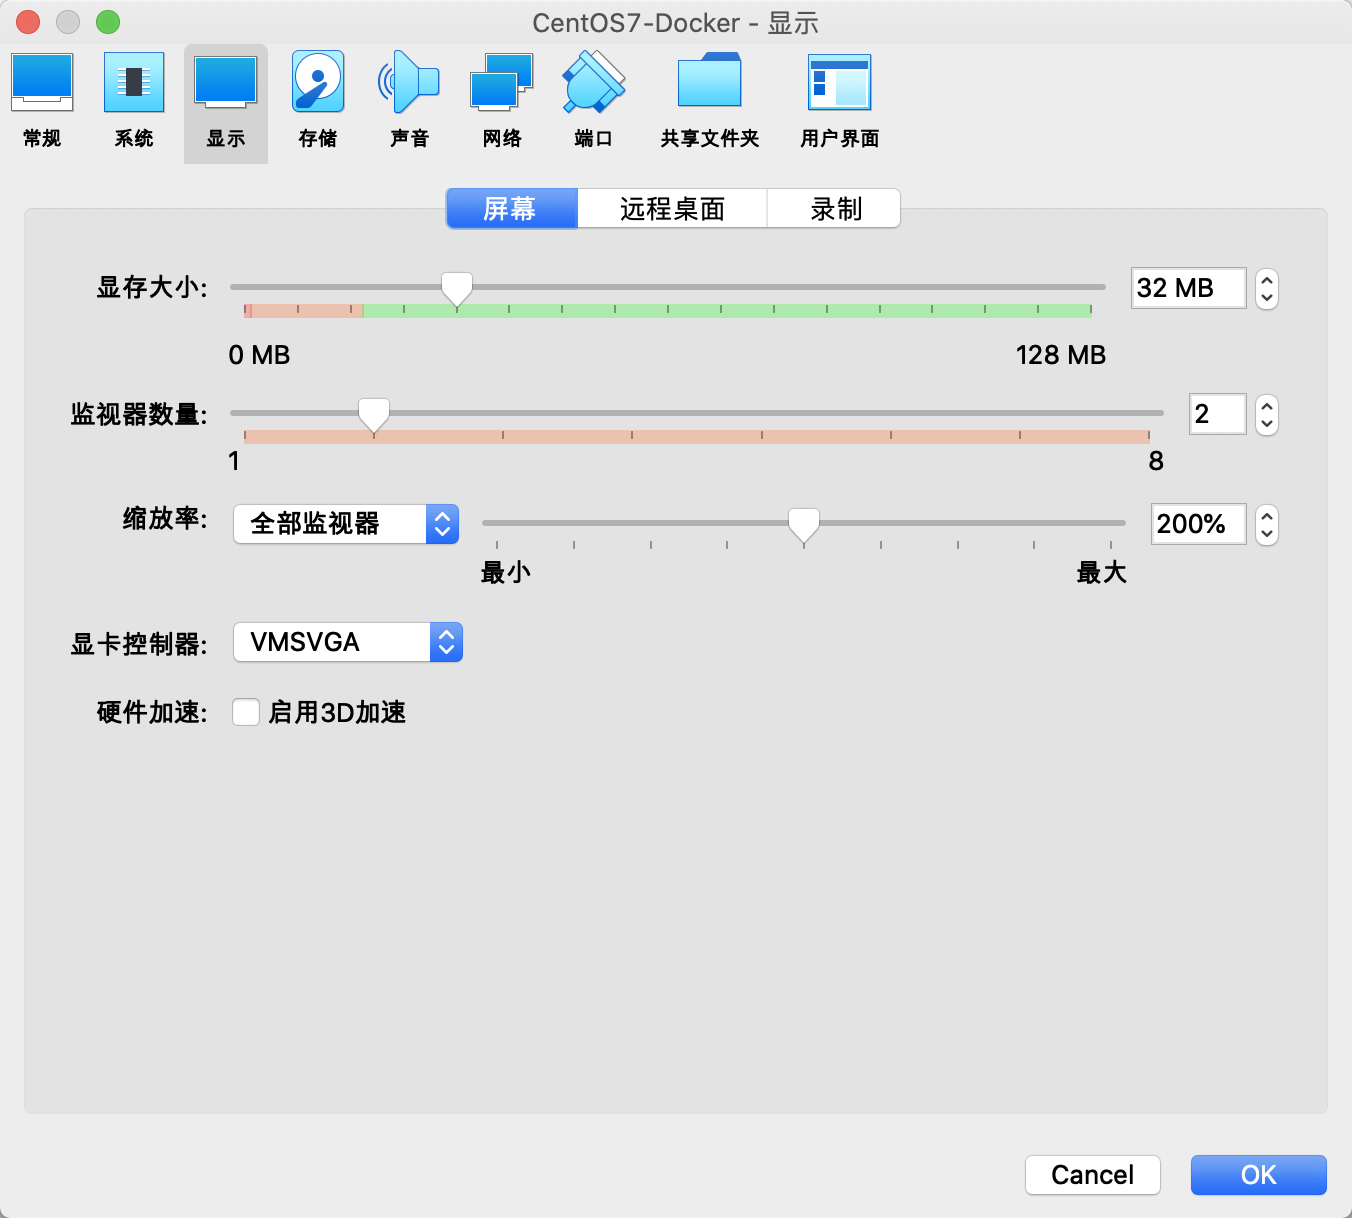 CentOS7-Docker - 显示
常规 系统 显示 存储 声音 网络 端口 共享文件夹 用户界面
屏幕 远程桌面 录制
显存大小: 32 MB
0 MB 128 MB
监视器数量: 2
1 8
缩放率: 全部监视器 200%
最小 最大
显卡控制器: VMSVGA
硬件加速: 启用3D加速
Cancel OK